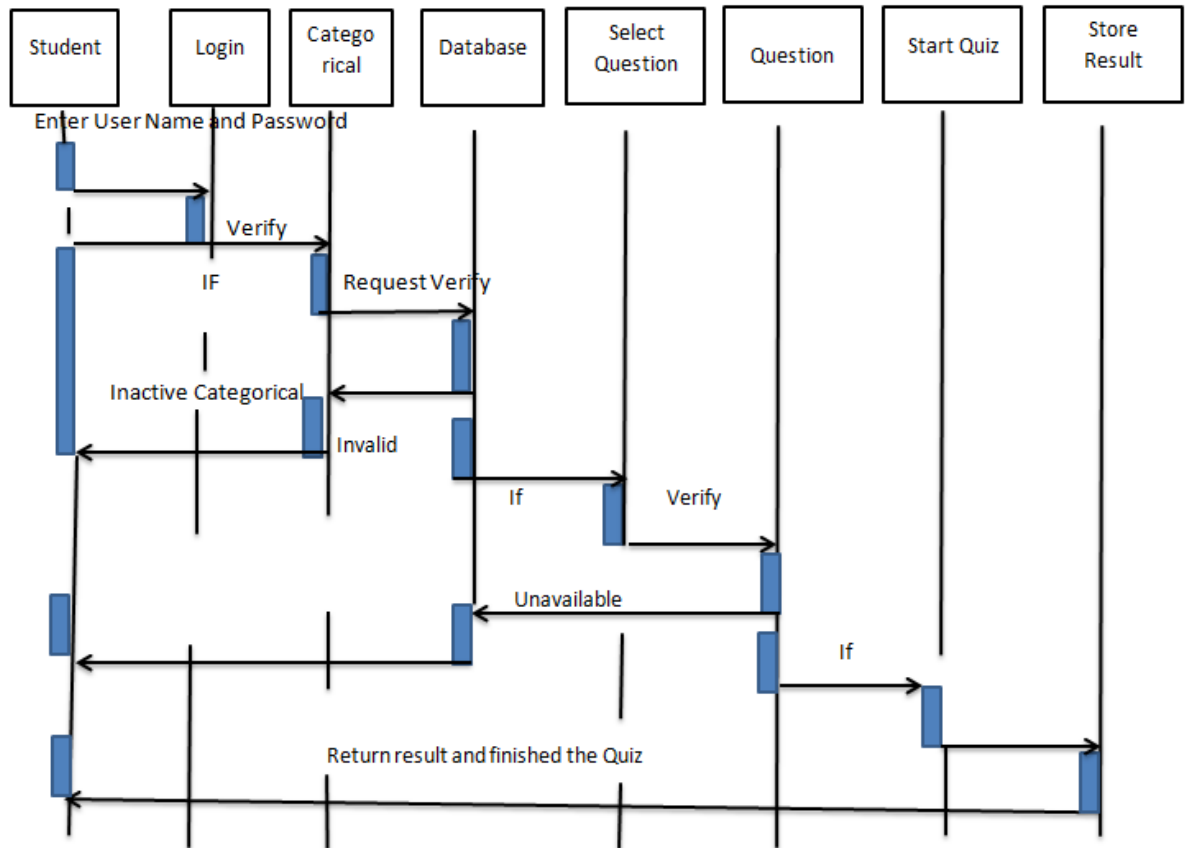 Student
Login
Catego
rical
Database
Select
Question
Question
Start Quiz
Store
Result
Enter User Name and Password
Verify
IF
Request Verify
Inactive Categorical
Invalid
If
Verify
Unavailable
If
Return result and finished the Quiz